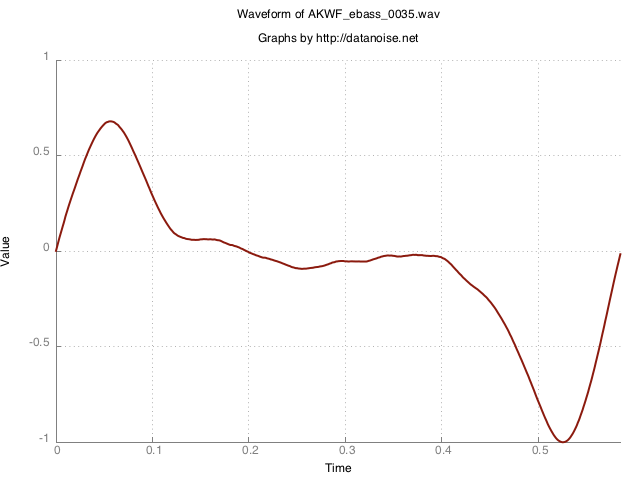 Waveform of AKWF_ebass_0035.wav
Graphs by http://datanoise.net
1
0.5
0
-0.5
-1
Value
0 0.1 0.2 0.3 0.4 0.5
Time